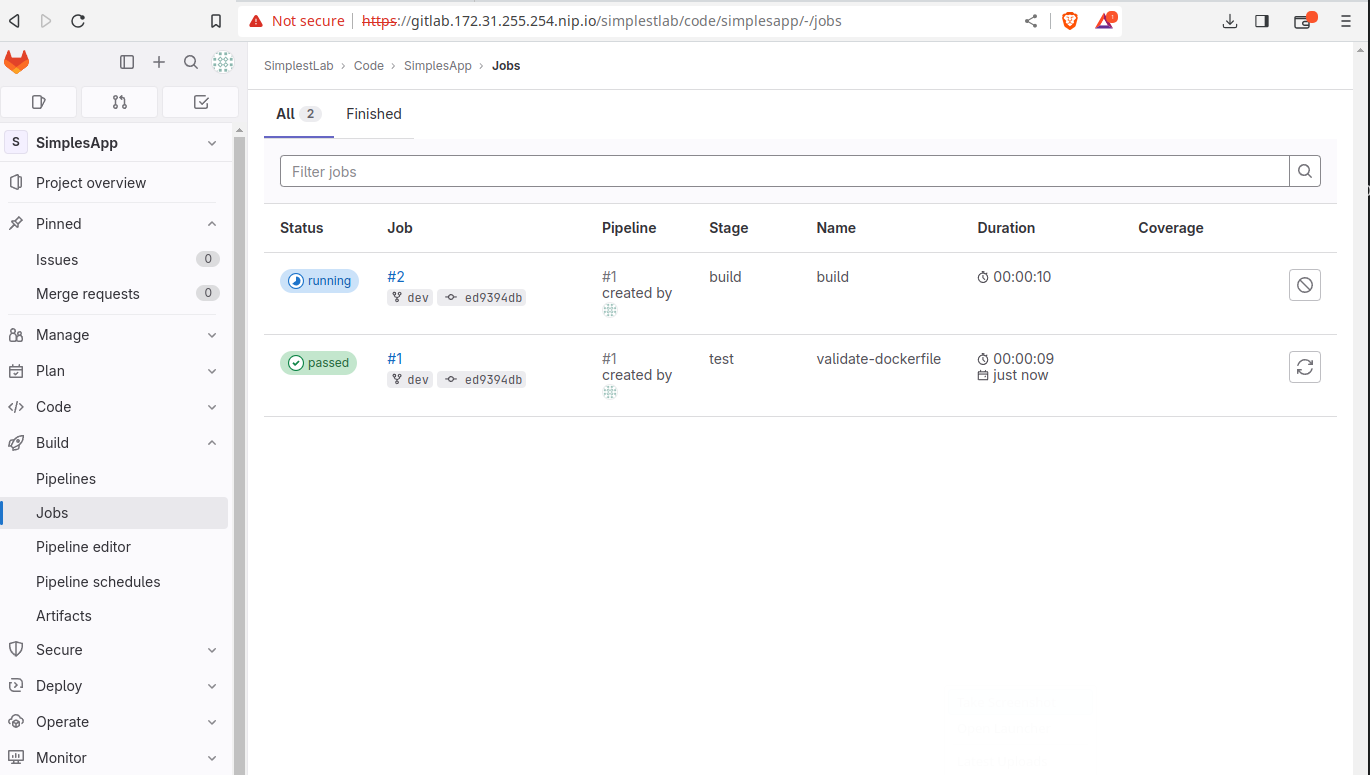 Not secure https://gitlab.172.31.255.254.nip.io/simplestlab/code/simplesapp/-/jobs 1
SimplestLab › Code › SimplesApp › Jobs
All 2 Finished
S SimplesApp
Project overview
Pinned
Issues 0
Merge requests 0
Manage
Plan
Code
Build
Pipelines
Jobs
Pipeline editor
Pipeline schedules
Artifacts
Secure
Deploy
Operate
Monitor
Filter jobs
Status Job Pipeline Stage Name Duration Coverage
running #2 #1 build build 00:00:10
dev ed9394db created by
passed #1 #1 test validate-dockerfile 00:00:09
dev ed9394db created by just now